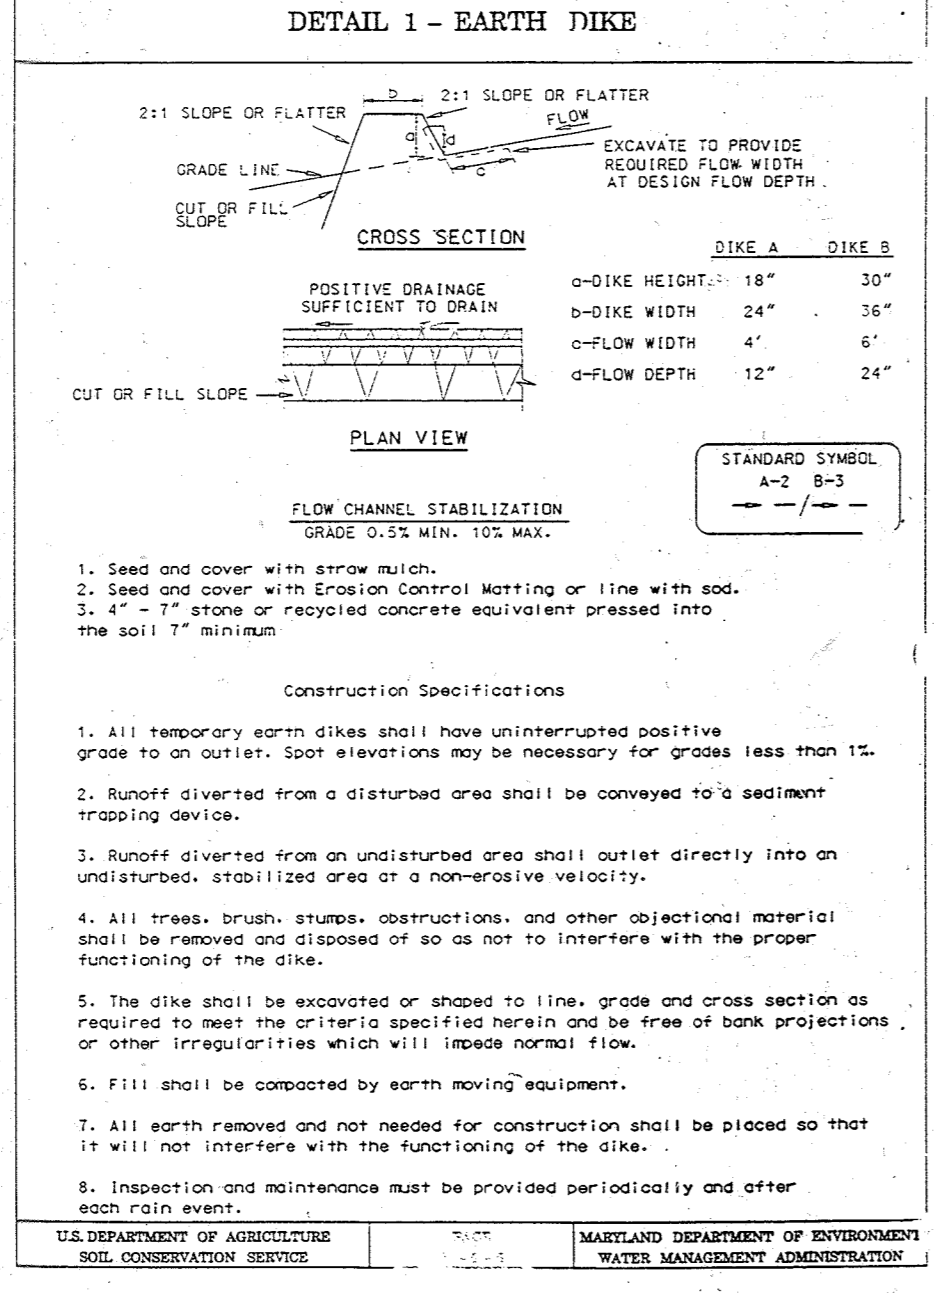 DETAIL 1 – EARTH DIKE
b
2:1 SLOPE OR FLATTER
2:1 SLOPE OR FLATTER
FLOW
a
d
c
EXCAVATE TO PROVIDE
REQUIRED FLOW WIDTH
AT DESIGN FLOW DEPTH
GRADE LINE
CUT OR FILL
SLOPE
CROSS SECTION
DIKE A DIKE B
a-DIKE HEIGHT 18" 30"
b-DIKE WIDTH 24" 36"
c-FLOW WIDTH 4' 6'
d-FLOW DEPTH 12" 24"
POSITIVE DRAINAGE
SUFFICIENT TO DRAIN
CUT OR FILL SLOPE
PLAN VIEW
STANDARD SYMBOL
A-2 B-3
/
FLOW CHANNEL STABILIZATION
GRADE 0.5% MIN. 10% MAX.
1. Seed and cover with straw mulch.
2. Seed and cover with Erosion Control Matting or line with sod.
3. 4" – 7" stone or recycled concrete equivalent pressed into
the soil 7" minimum
Construction Specifications
1. All temporary earth dikes shall have uninterrupted positive
grade to an outlet. Spot elevations may be necessary for grades less than 1%.
2. Runoff diverted from a disturbed area shall be conveyed to a sediment
trapping device.
3. Runoff diverted from an undisturbed area shall outlet directly into an
undisturbed, stabilized area at a non-erosive velocity.
4. All trees, brush, stumps, obstructions, and other objectional material
shall be removed and disposed of so as not to interfere with the proper
functioning of the dike.
5. The dike shall be excavated or shaped to line, grade and cross section as
required to meet the criteria specified herein and be free of bank projections
or other irregularities which will impede normal flow.
6. Fill shall be compacted by earth moving equipment.
7. All earth removed and not needed for construction shall be placed so that
it will not interfere with the functioning of the dike.
8. Inspection and maintenance must be provided periodically and after
each rain event.
U.S. DEPARTMENT OF AGRICULTURE
SOIL CONSERVATION SERVICE
PAGE
MARYLAND DEPARTMENT OF ENVIRONMENT
WATER MANAGEMENT ADMINISTRATION